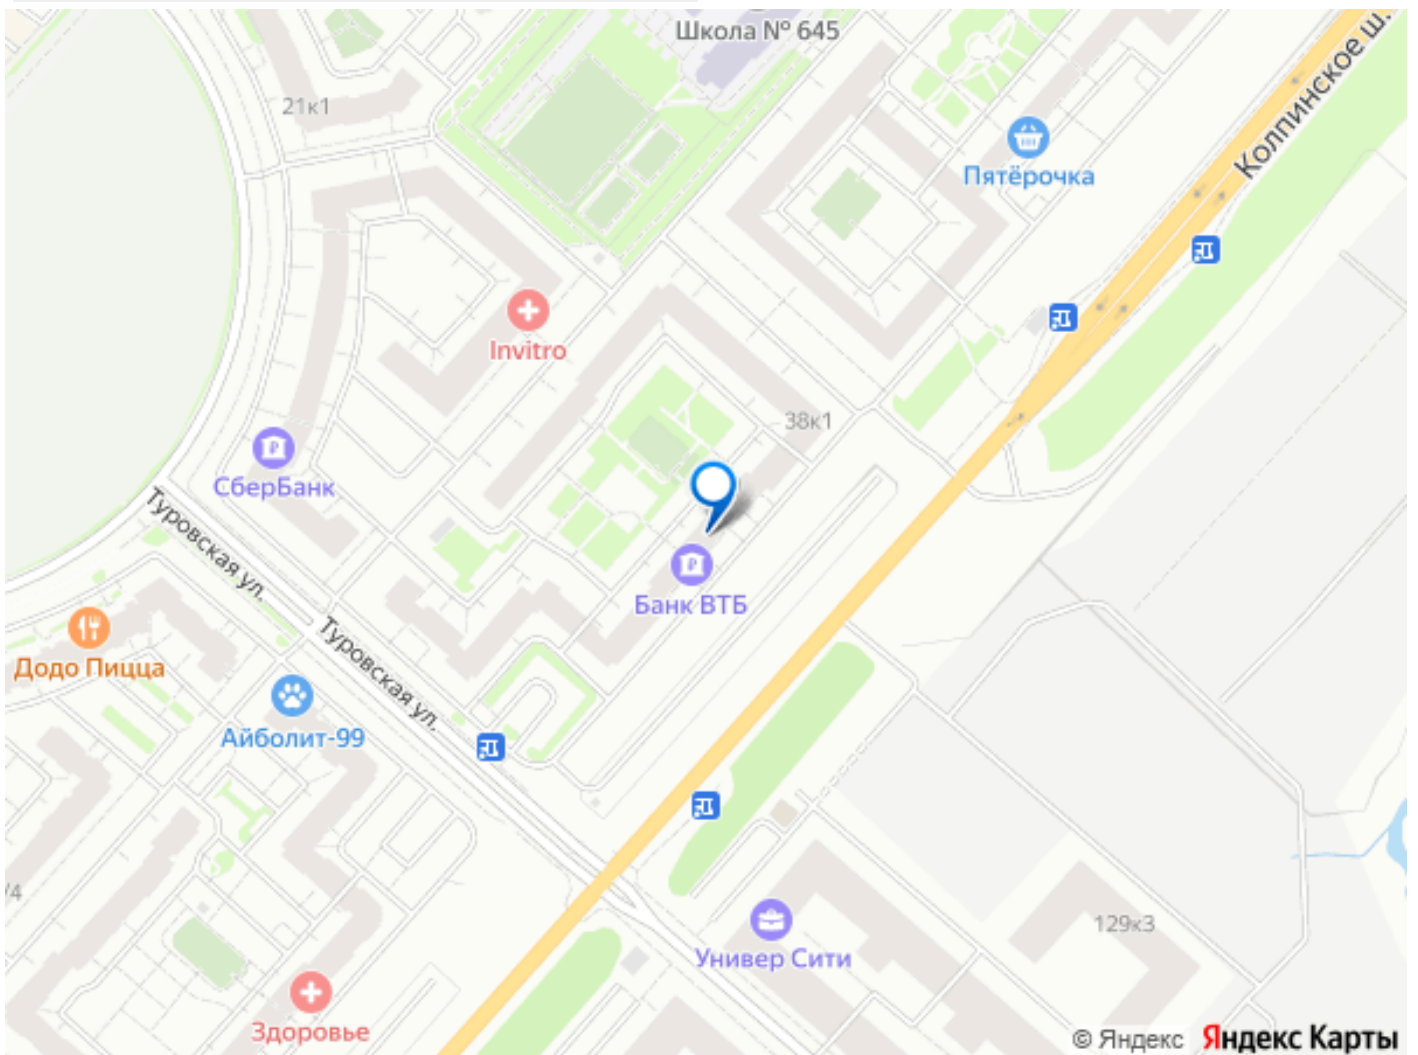 Школа № 645
21к1
Колпинское ш.
Пятёрочка
Invitro
38к1
СберБанк
Туровская ул.
Банк ВТБ
Туровская ул.
Додо Пицца
Айболит-99
129к3
Универ Сити
Здоровье
© Яндекс Яндекс Карты